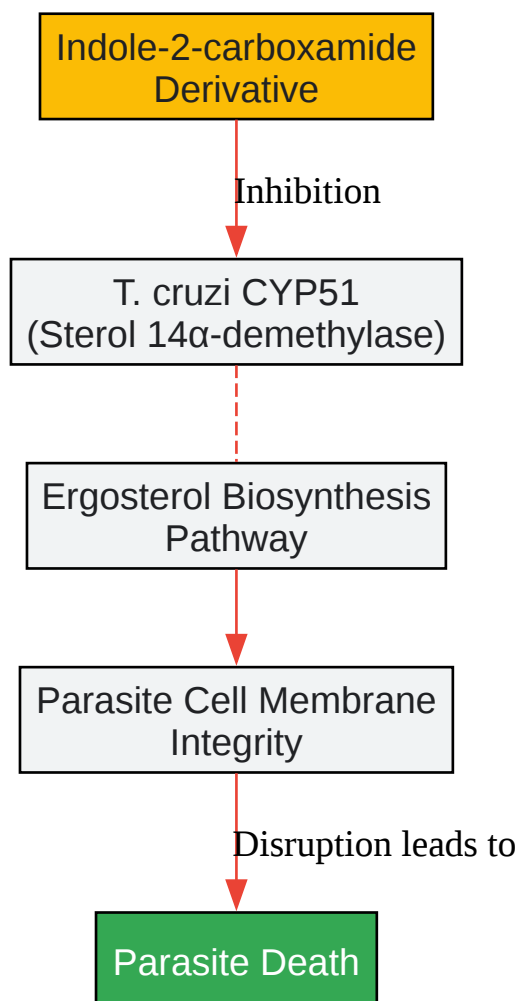 Indole-2-carboxamide
Derivative
Inhibition
T. cruzi CYP51
(Sterol 14α-demethylase)
Ergosterol Biosynthesis
Pathway
Parasite Cell Membrane
Integrity
Disruption leads to
Parasite Death